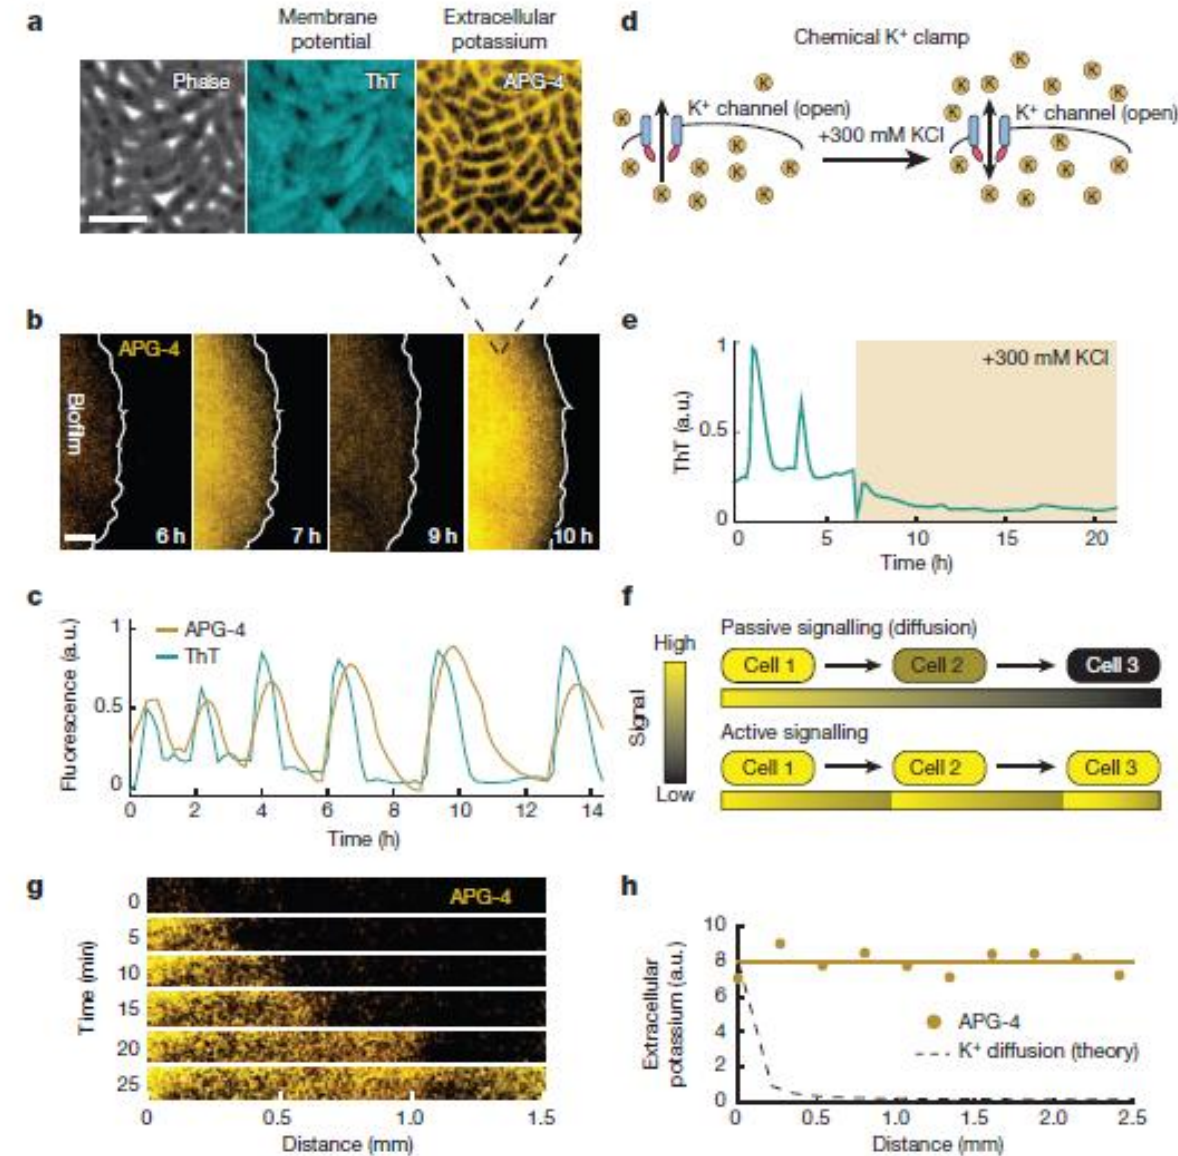 a
Membrane
potential
Extracellular
potassium
Phase
ThT
APG-4
b
APG-4
Biofilm
6 h
7 h
9 h
10 h
c
Fluorescence (a.u.)
1
0.5
0
APG-4
ThT
0 2 4 6 8 10 12 14
Time (h)
d
Chemical K⁺ clamp
K⁺ channel (open)
+300 mM KCl
K⁺ channel (open)
K K K K K K K K K
K K K K K K K K K K K K K K
e
ThT (a.u.)
1
0.5
0
+300 mM KCl
0 5 10 15 20
Time (h)
f
Signal
High
Low
Passive signalling (diffusion)
Cell 1 Cell 2 Cell 3
Active signalling
Cell 1 Cell 2 Cell 3
g
Time (min)
APG-4
0
5
10
15
20
25
0 0.5 1.0 1.5
Distance (mm)
h
Extracellular
potassium (a.u.)
10
8
6
4
2
0
APG-4
K⁺ diffusion (theory)
0 0.5 1.0 1.5 2.0 2.5
Distance (mm)